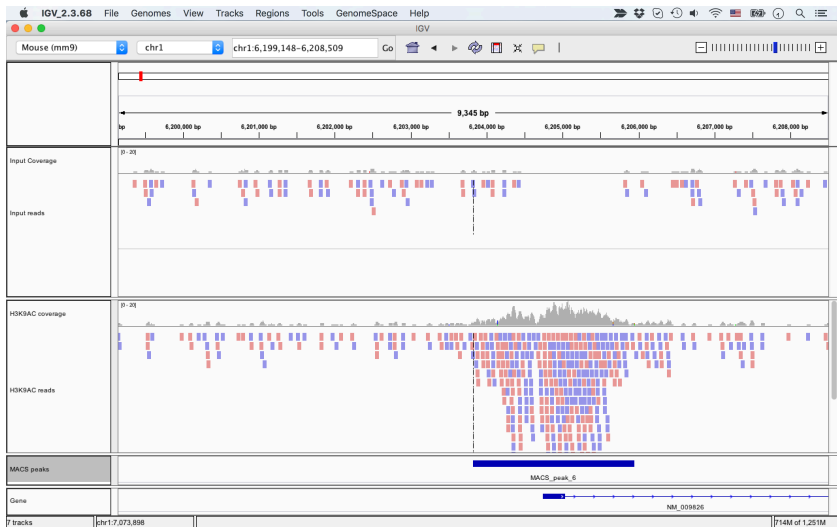 IGV_2.3.68 File Genomes View Tracks Regions Tools GenomeSpace Help
IGV
Mouse (mm9) chr1 chr1:6,199,148-6,208,509 Go
9,345 bp
bp 6,200,000 bp 6,201,000 bp 6,202,000 bp 6,203,000 bp 6,204,000 bp 6,205,000 bp 6,206,000 bp 6,207,000 bp 6,208,000 bp
[0 - 20]
Input Coverage
Input reads
[0 - 20]
H3K9AC coverage
H3K9AC reads
MACS peaks
MACS_peak_6
Gene
NM_009826
7 tracks chr1:7,073,898 714M of 1,251M